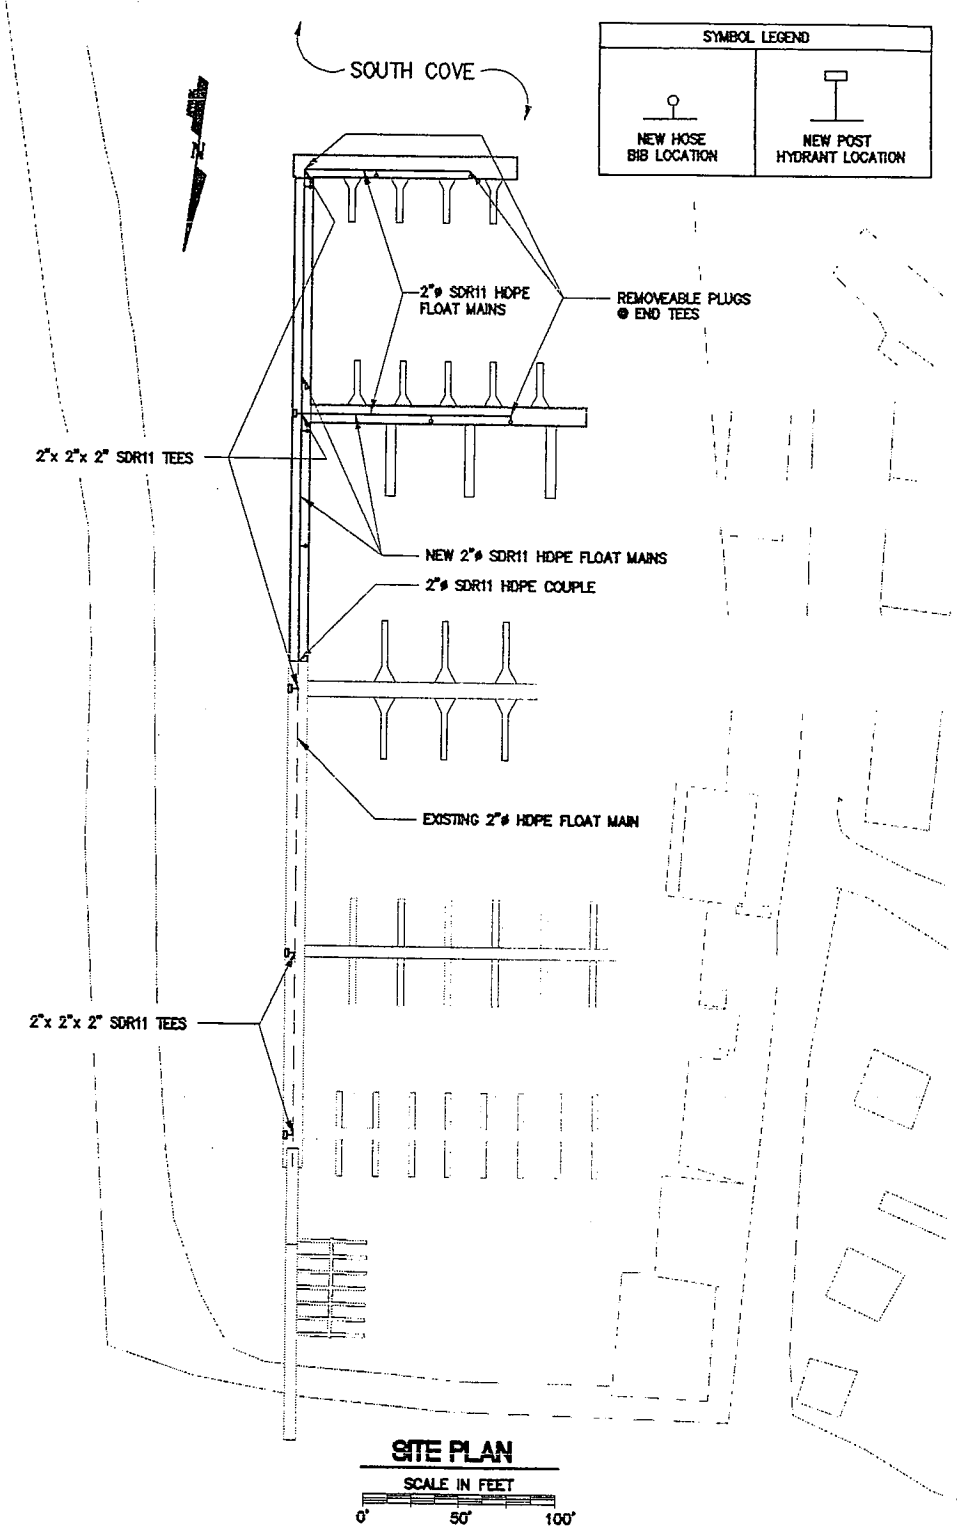 SOUTH COVE
SYMBOL LEGEND
NEW HOSE
BIB LOCATION
NEW POST
HYDRANT LOCATION
N
2"ø SDR11 HDPE
FLOAT MAINS
REMOVEABLE PLUGS
@ END TEES
2"x 2"x 2" SDR11 TEES
NEW 2"ø SDR11 HDPE FLOAT MAINS
2"ø SDR11 HDPE COUPLE
EXISTING 2"ø HDPE FLOAT MAIN
2"x 2"x 2" SDR11 TEES
SITE PLAN
SCALE IN FEET
0' 50' 100'